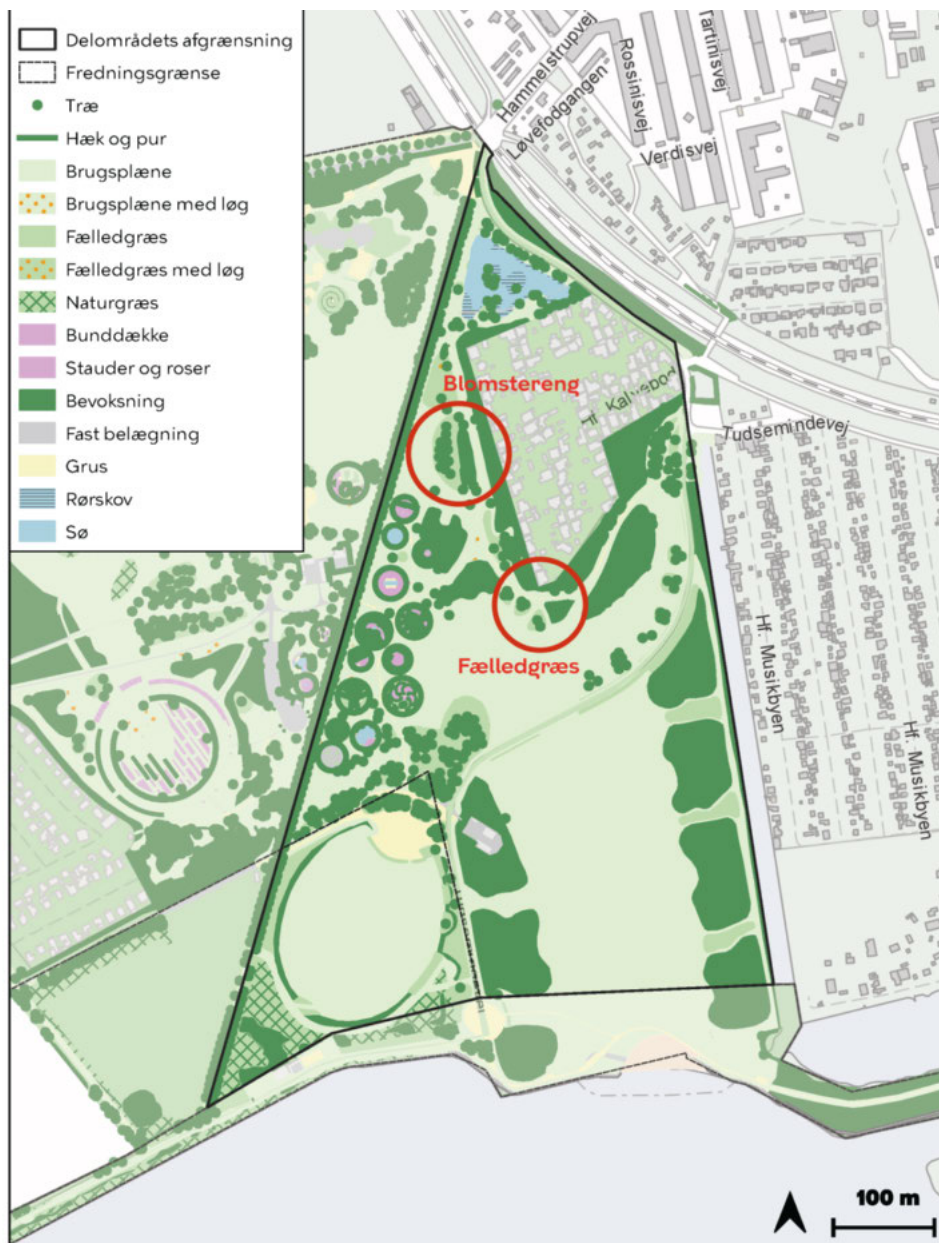 Delområdets afgrænsning
Fredningsgrænse
Træ
Hæk og pur
Brugsplæne
Brugsplæne med løg
Fælledgræs
Fælledgræs med løg
Naturgræs
Bunddække
Stauder og roser
Bevoksning
Fast belægning
Grus
Rørskov
Sø
Hammelstrupvej
Løvefodgangen
Rossinisvej
Tartinisvej
Verdisvej
Blomstereng
Hf. Kalvebod
Tudsemindevej
Fælledgræs
Hf. Musikbyen
Hf. Musikbyen
100 m